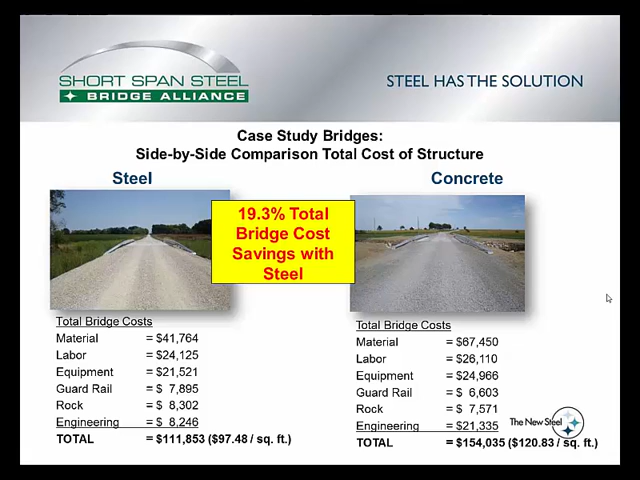 SHORT SPAN STEEL
BRIDGE ALLIANCE
STEEL HAS THE SOLUTION
Case Study Bridges:
Side-by-Side Comparison Total Cost of Structure
Steel
Concrete
19.3% Total
Bridge Cost
Savings with
Steel
Total Bridge Costs
Material = $41,764
Labor = $24,125
Equipment = $21,521
Guard Rail = $ 7,895
Rock = $ 8,302
Engineering = $ 8,246
TOTAL = $111,853 ($97.48 / sq. ft.)
Total Bridge Costs
Material = $67,450
Labor = $26,110
Equipment = $24,966
Guard Rail = $ 6,603
Rock = $ 7,571
Engineering = $21,335
TOTAL = $154,035 ($120.83 / sq. ft.)
The New Steel